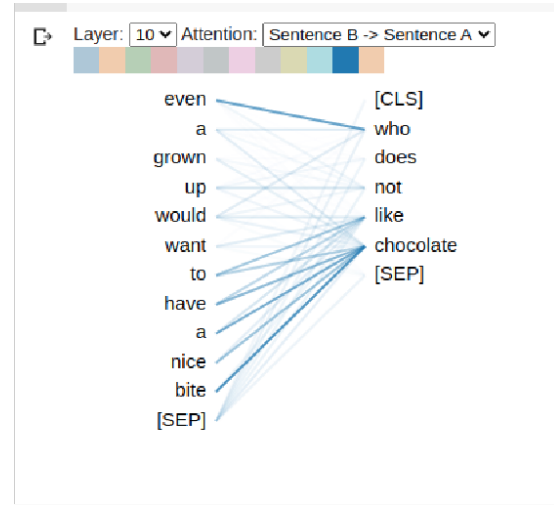 Layer: 10 Attention: Sentence B -> Sentence A
even [CLS]
a who
grown does
up not
would like
want chocolate
to [SEP]
have
a
nice
bite
[SEP]